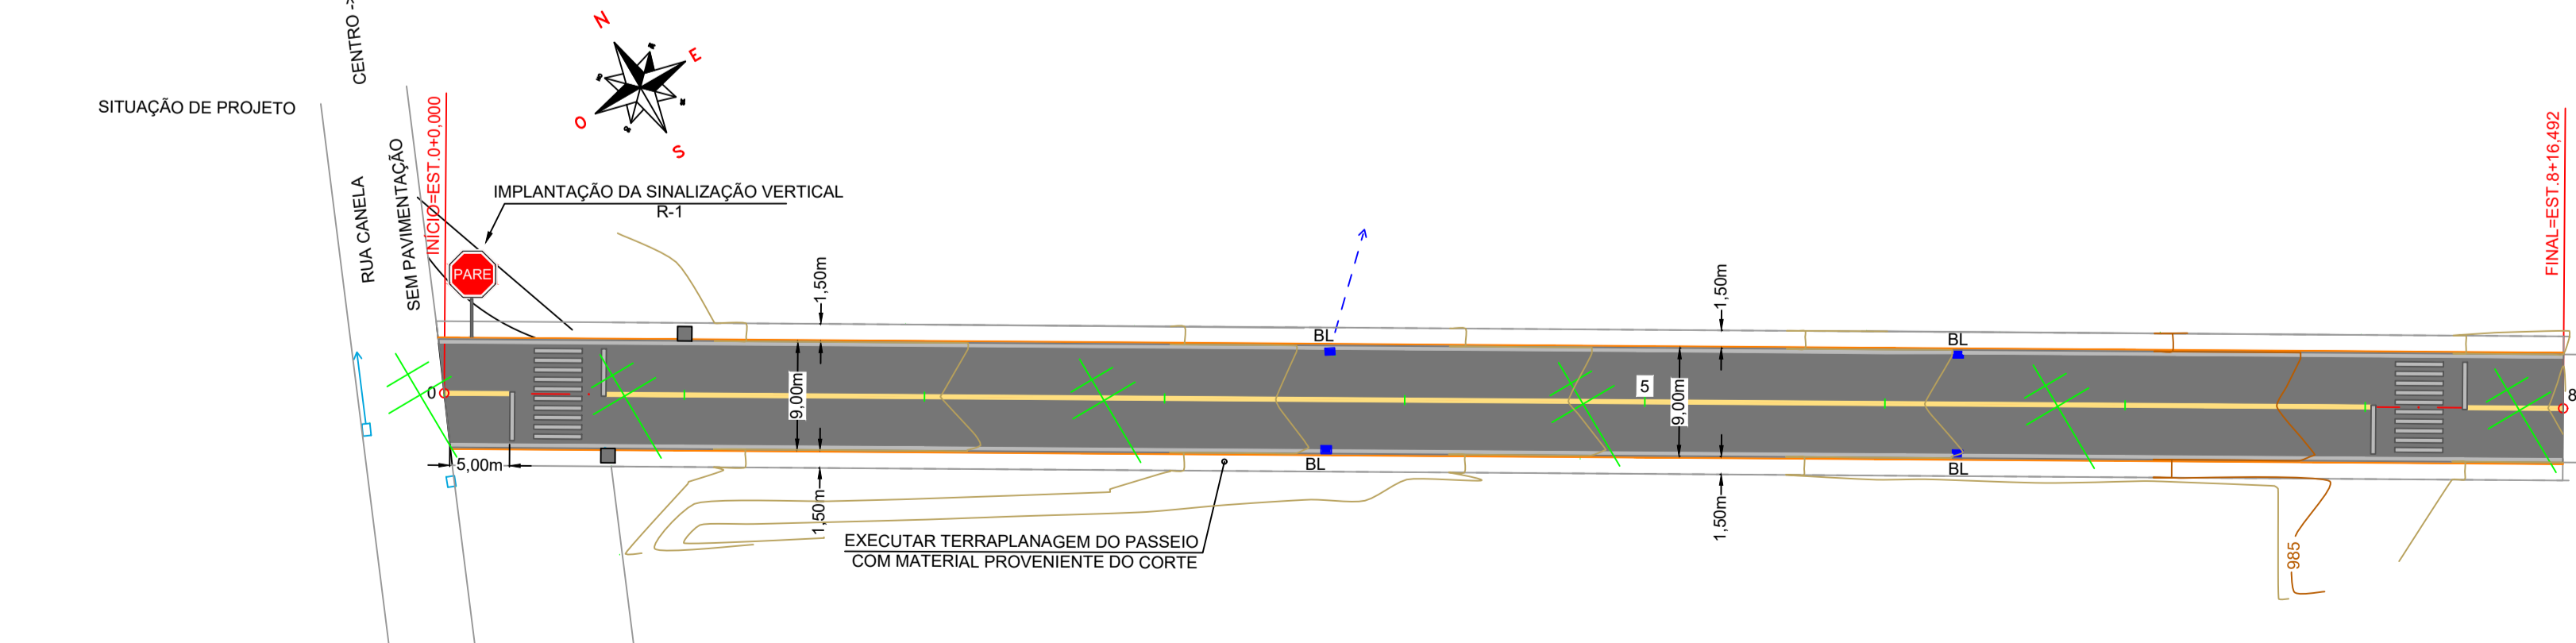 CENTRO ->
N
E
O
S
SITUAÇÃO DE PROJETO
RUA CANELA
SEM PAVIMENTAÇÃO
INÍCIO=EST.0+0,000
FINAL=EST.8+16,492
IMPLANTAÇÃO DA SINALIZAÇÃO VERTICAL
R-1
PARE
1,50m
1,50m
BL
BL
0
9,00m
5
9,00m
8
5,00m
BL
BL
1,50m
1,50m
EXECUTAR TERRAPLANAGEM DO PASSEIO
COM MATERIAL PROVENIENTE DO CORTE
985